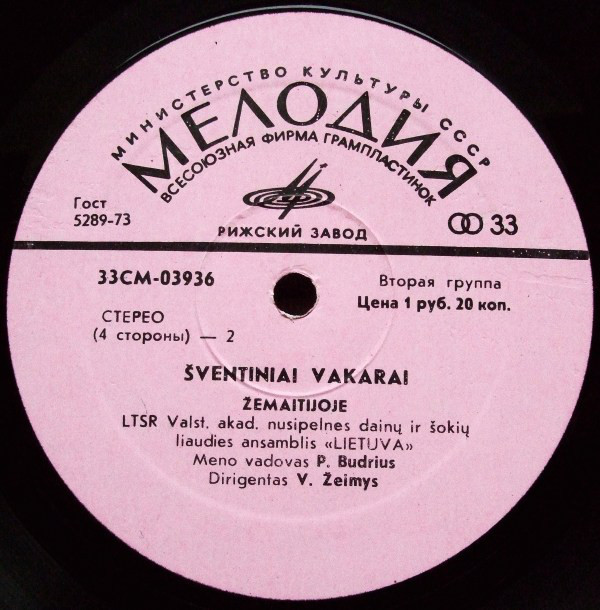 МИНИСТЕРСТВО КУЛЬТУРЫ СССР
МЕЛОДИЯ
ВСЕСОЮЗНАЯ ФИРМА ГРАМПЛАСТИНОК
Гост
5289-73
РИЖСКИЙ ЗАВОД
33
33СМ-03936
Вторая группа
Цена 1 руб. 20 коп.
СТЕРЕО
(4 стороны) — 2
ŠVENTINIAI VAKARAI
ŽEMAITIJOJE
LTSR Valst. akad. nusipelnes dainų ir šokių
liaudies ansamblis «LIETUVA»
Meno vadovas P. Budrius
Dirigentas V. Žeimys